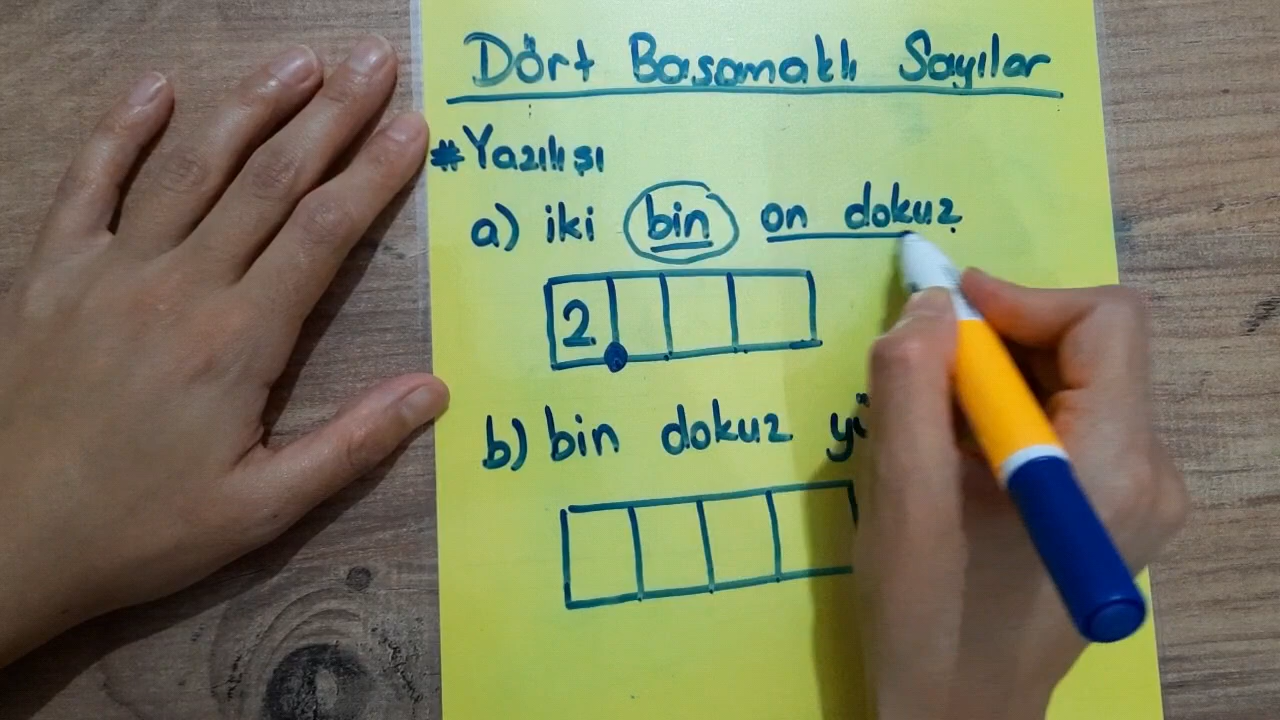 Dört Basamaklı Sayılar
#Yazılışı
a) iki bin on dokuz
2
b) bin dokuz